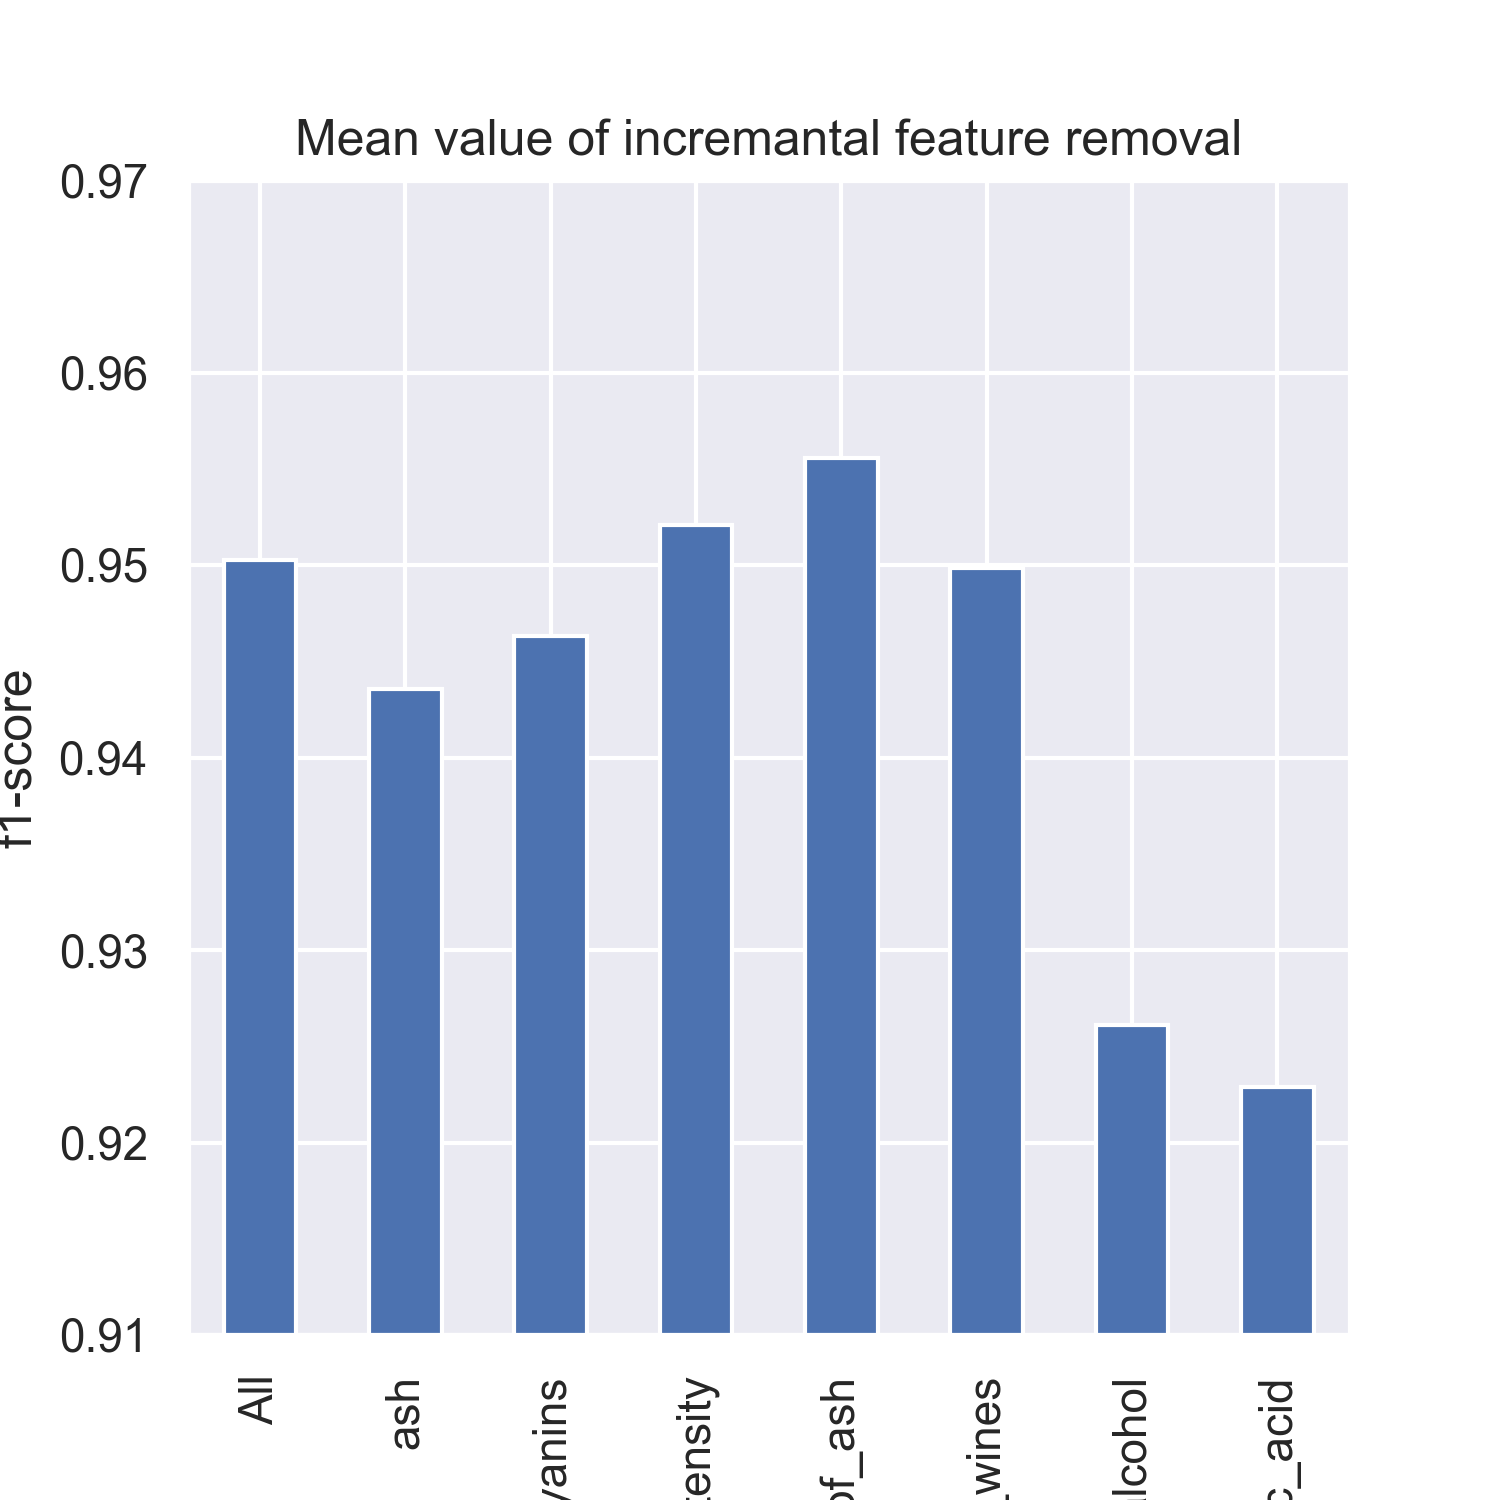 Mean value of incremantal feature removal
0.97
0.96
0.95
0.94
0.93
0.92
0.91
f1-score
All
ash
yanins
tensity
of_ash
_wines
lcohol
c_acid